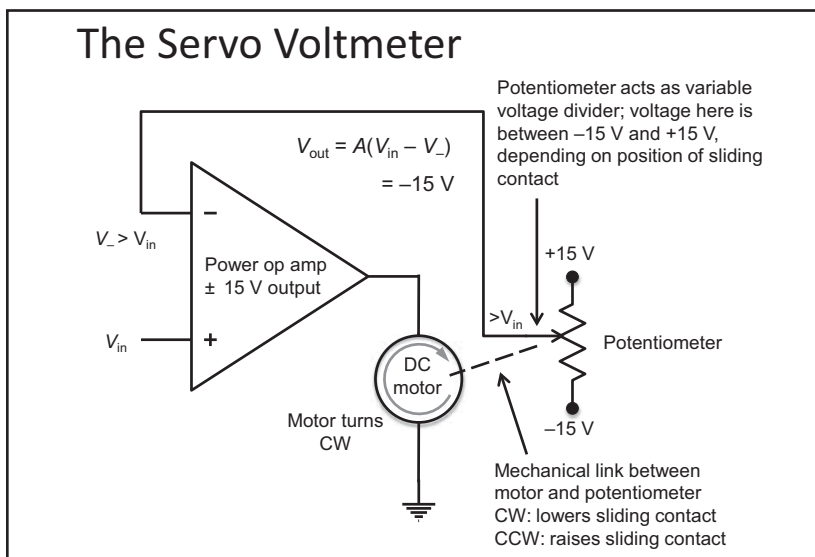 The Servo Voltmeter
Potentiometer acts as variable
voltage divider; voltage here is
between –15 V and +15 V,
depending on position of sliding
contact
Vout = A(Vin – V–)
= –15 V
–
V– > Vin
Power op amp
± 15 V output
+15 V
>Vin
Vin
+
Potentiometer
DC
motor
–15 V
Motor turns
CW
Mechanical link between
motor and potentiometer
CW: lowers sliding contact
CCW: raises sliding contact